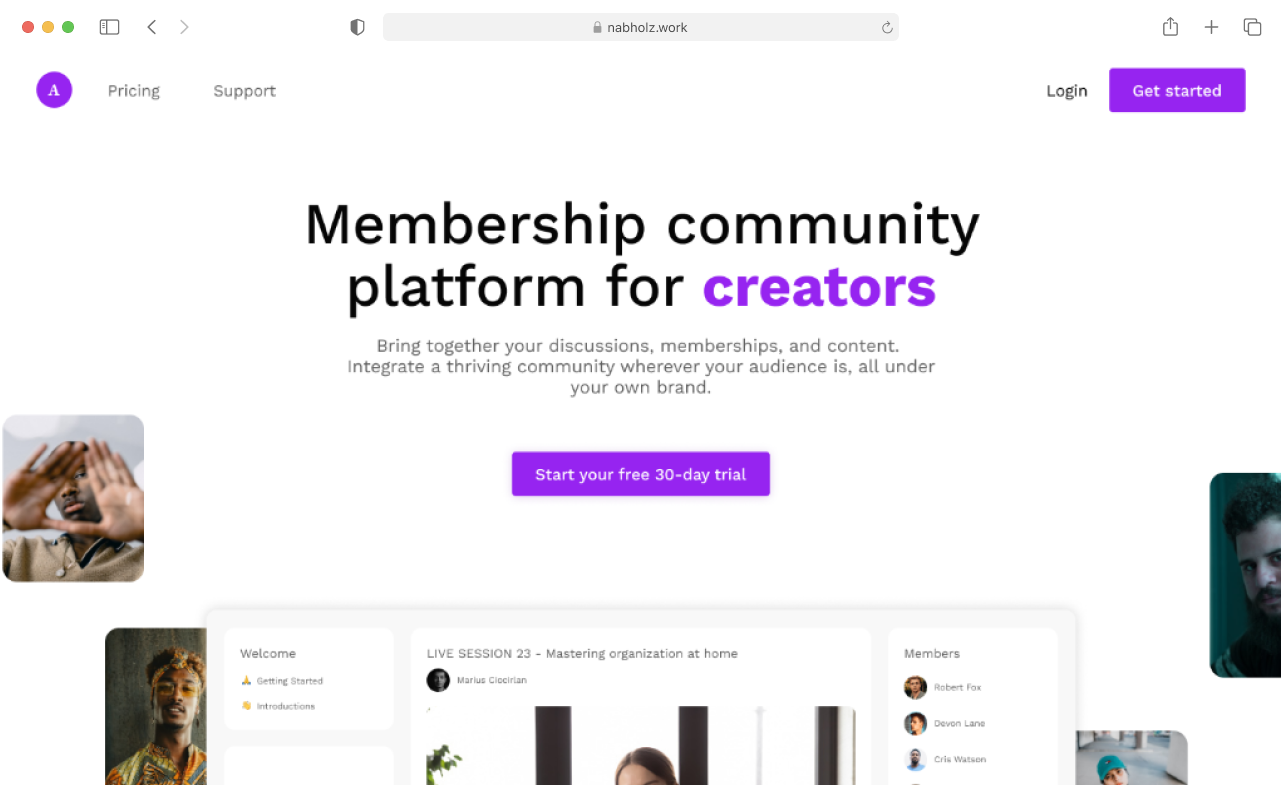 nabholz.work
A
Pricing
Support
Login
Get started
Membership community
platform for creators
Bring together your discussions, memberships, and content.
Integrate a thriving community wherever your audience is, all under
your own brand.
Start your free 30-day trial
Welcome
Getting Started
Introductions
LIVE SESSION 23 - Mastering organization at home
Marius Ciocirlan
Members
Robert Fox
Devon Lane
Cris Watson